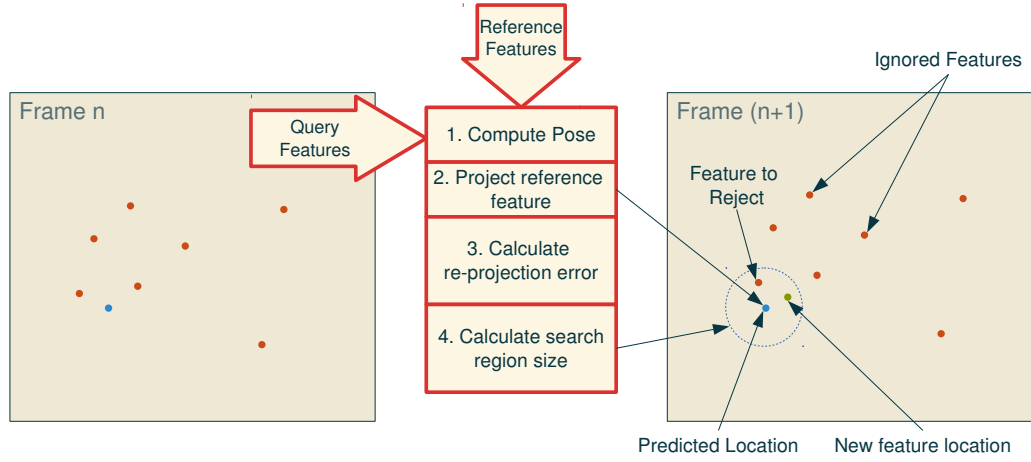 Reference
Features
Ignored Features
Frame n
Query
Features
1. Compute Pose
2. Project reference
feature
3. Calculate
re-projection error
4. Calculate search
region size
Frame (n+1)
Feature to
Reject
Predicted Location
New feature location